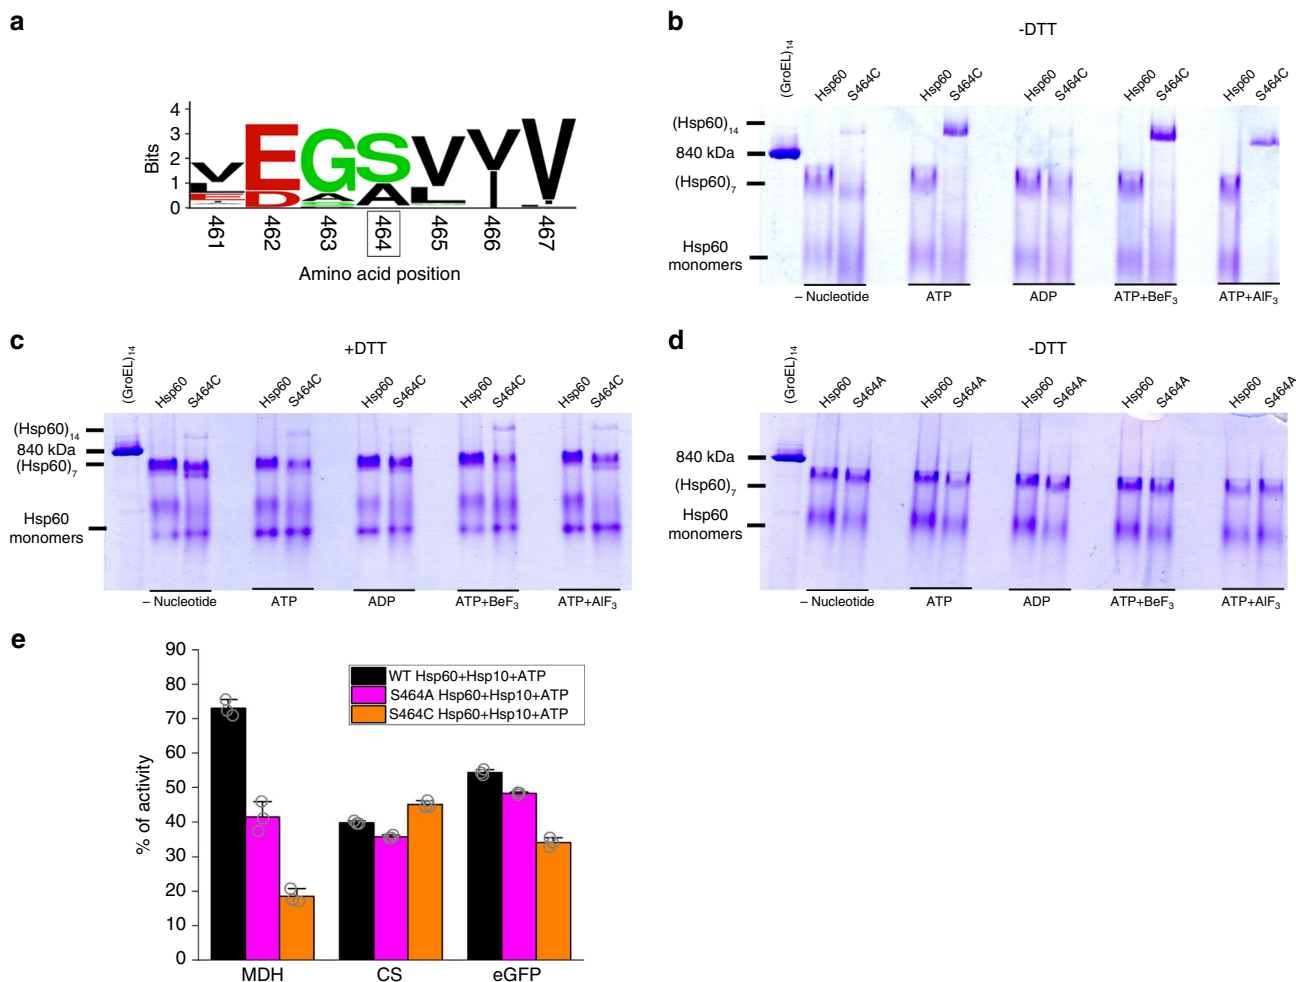 a
Bits
4
3
2
1
0
V E G S V Y V
L D A A L I
461 462 463 464 465 466 467
Amino acid position
b
-DTT
(GroEL)14
Hsp60 S464C Hsp60 S464C Hsp60 S464C Hsp60 S464C Hsp60 S464C
(Hsp60)14
840 kDa
(Hsp60)7
Hsp60
monomers
– Nucleotide ATP ADP ATP+BeF3 ATP+AlF3
c
+DTT
(GroEL)14
Hsp60 S464C Hsp60 S464C Hsp60 S464C Hsp60 S464C Hsp60 S464C
(Hsp60)14
840 kDa
(Hsp60)7
Hsp60
monomers
– Nucleotide ATP ADP ATP+BeF3 ATP+AlF3
d
-DTT
(GroEL)14
Hsp60 S464A Hsp60 S464A Hsp60 S464A Hsp60 S464A Hsp60 S464A
840 kDa
(Hsp60)7
Hsp60
monomers
– Nucleotide ATP ADP ATP+BeF3 ATP+AlF3
e
% of activity
90
80
70
60
50
40
30
20
10
0
WT Hsp60+Hsp10+ATP
S464A Hsp60+Hsp10+ATP
S464C Hsp60+Hsp10+ATP
MDH CS eGFP